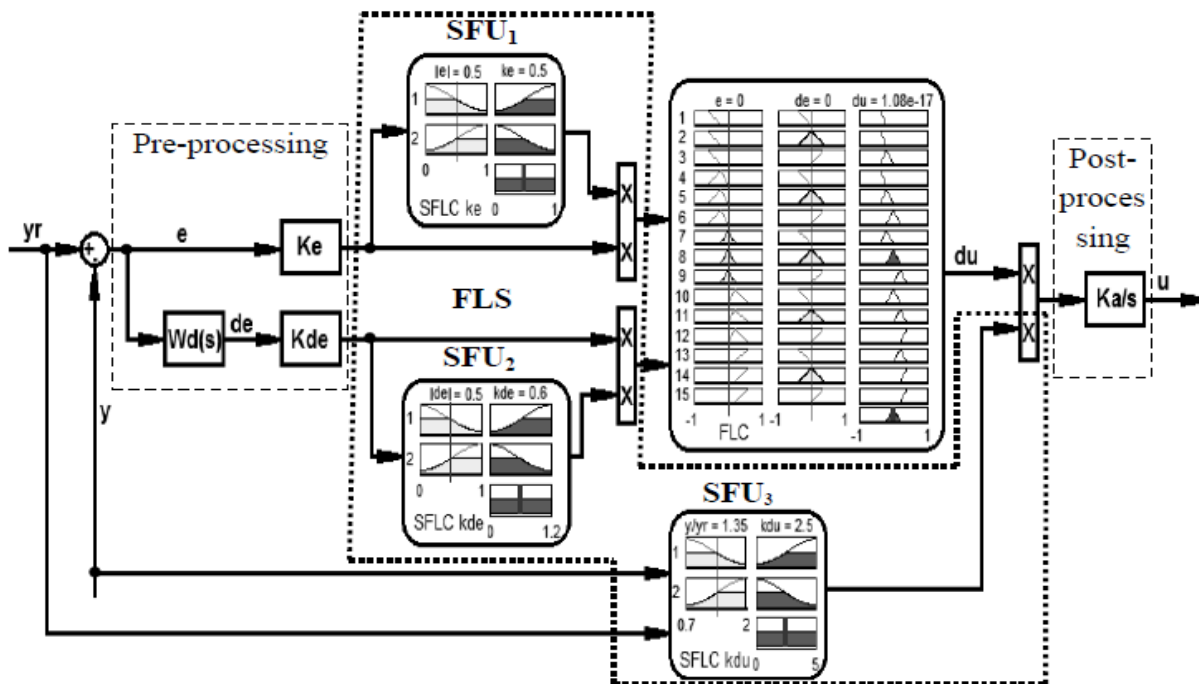 SFU₁
|e| = 0.5 ke = 0.5
1
2
0 1
SFLC ke 0 1
Pre-processing
yr
+
-
e
Ke
Wd(s)
de
Kde
y
FLS
SFU₂
|de| = 0.5 kde = 0.6
1
2
0 1
SFLC kde 0 1.2
X
X
X
X
e = 0 de = 0 du = 1.08e-17
1
2
3
4
5
6
7
8
9
10
11
12
13
14
15
-1 1 -1 1
FLC -1 1
du
X
X
Post-
proces
sing
Ka/s
u
SFU₃
y/yr = 1.35 kdu = 2.5
1
2
0.7 2
SFLC kdu 0 5